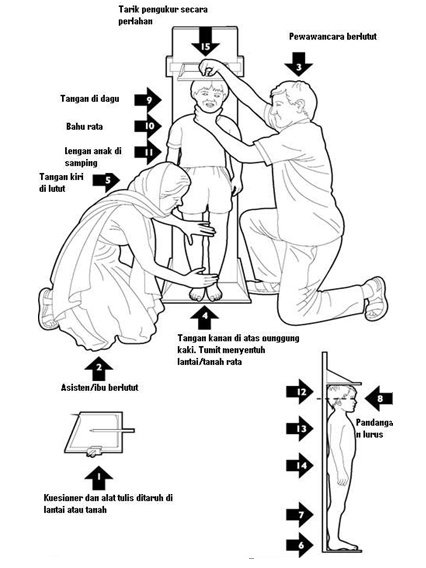 Tarik pengukur secara
perlahan
15
Pewawancara berlutut
3
Tangan di dagu
9
Bahu rata
10
Lengan anak di
samping
11
Tangan kiri
di lutut
5
4
Tangan kanan di atas ounggung
kaki. Tumit menyentuh
lantai/tanah rata
2
Asisten/ibu berlutut
1
Kuesioner dan alat tulis ditaruh di
lantai atau tanah
12
8
Pandanga
n lurus
13
14
7
6